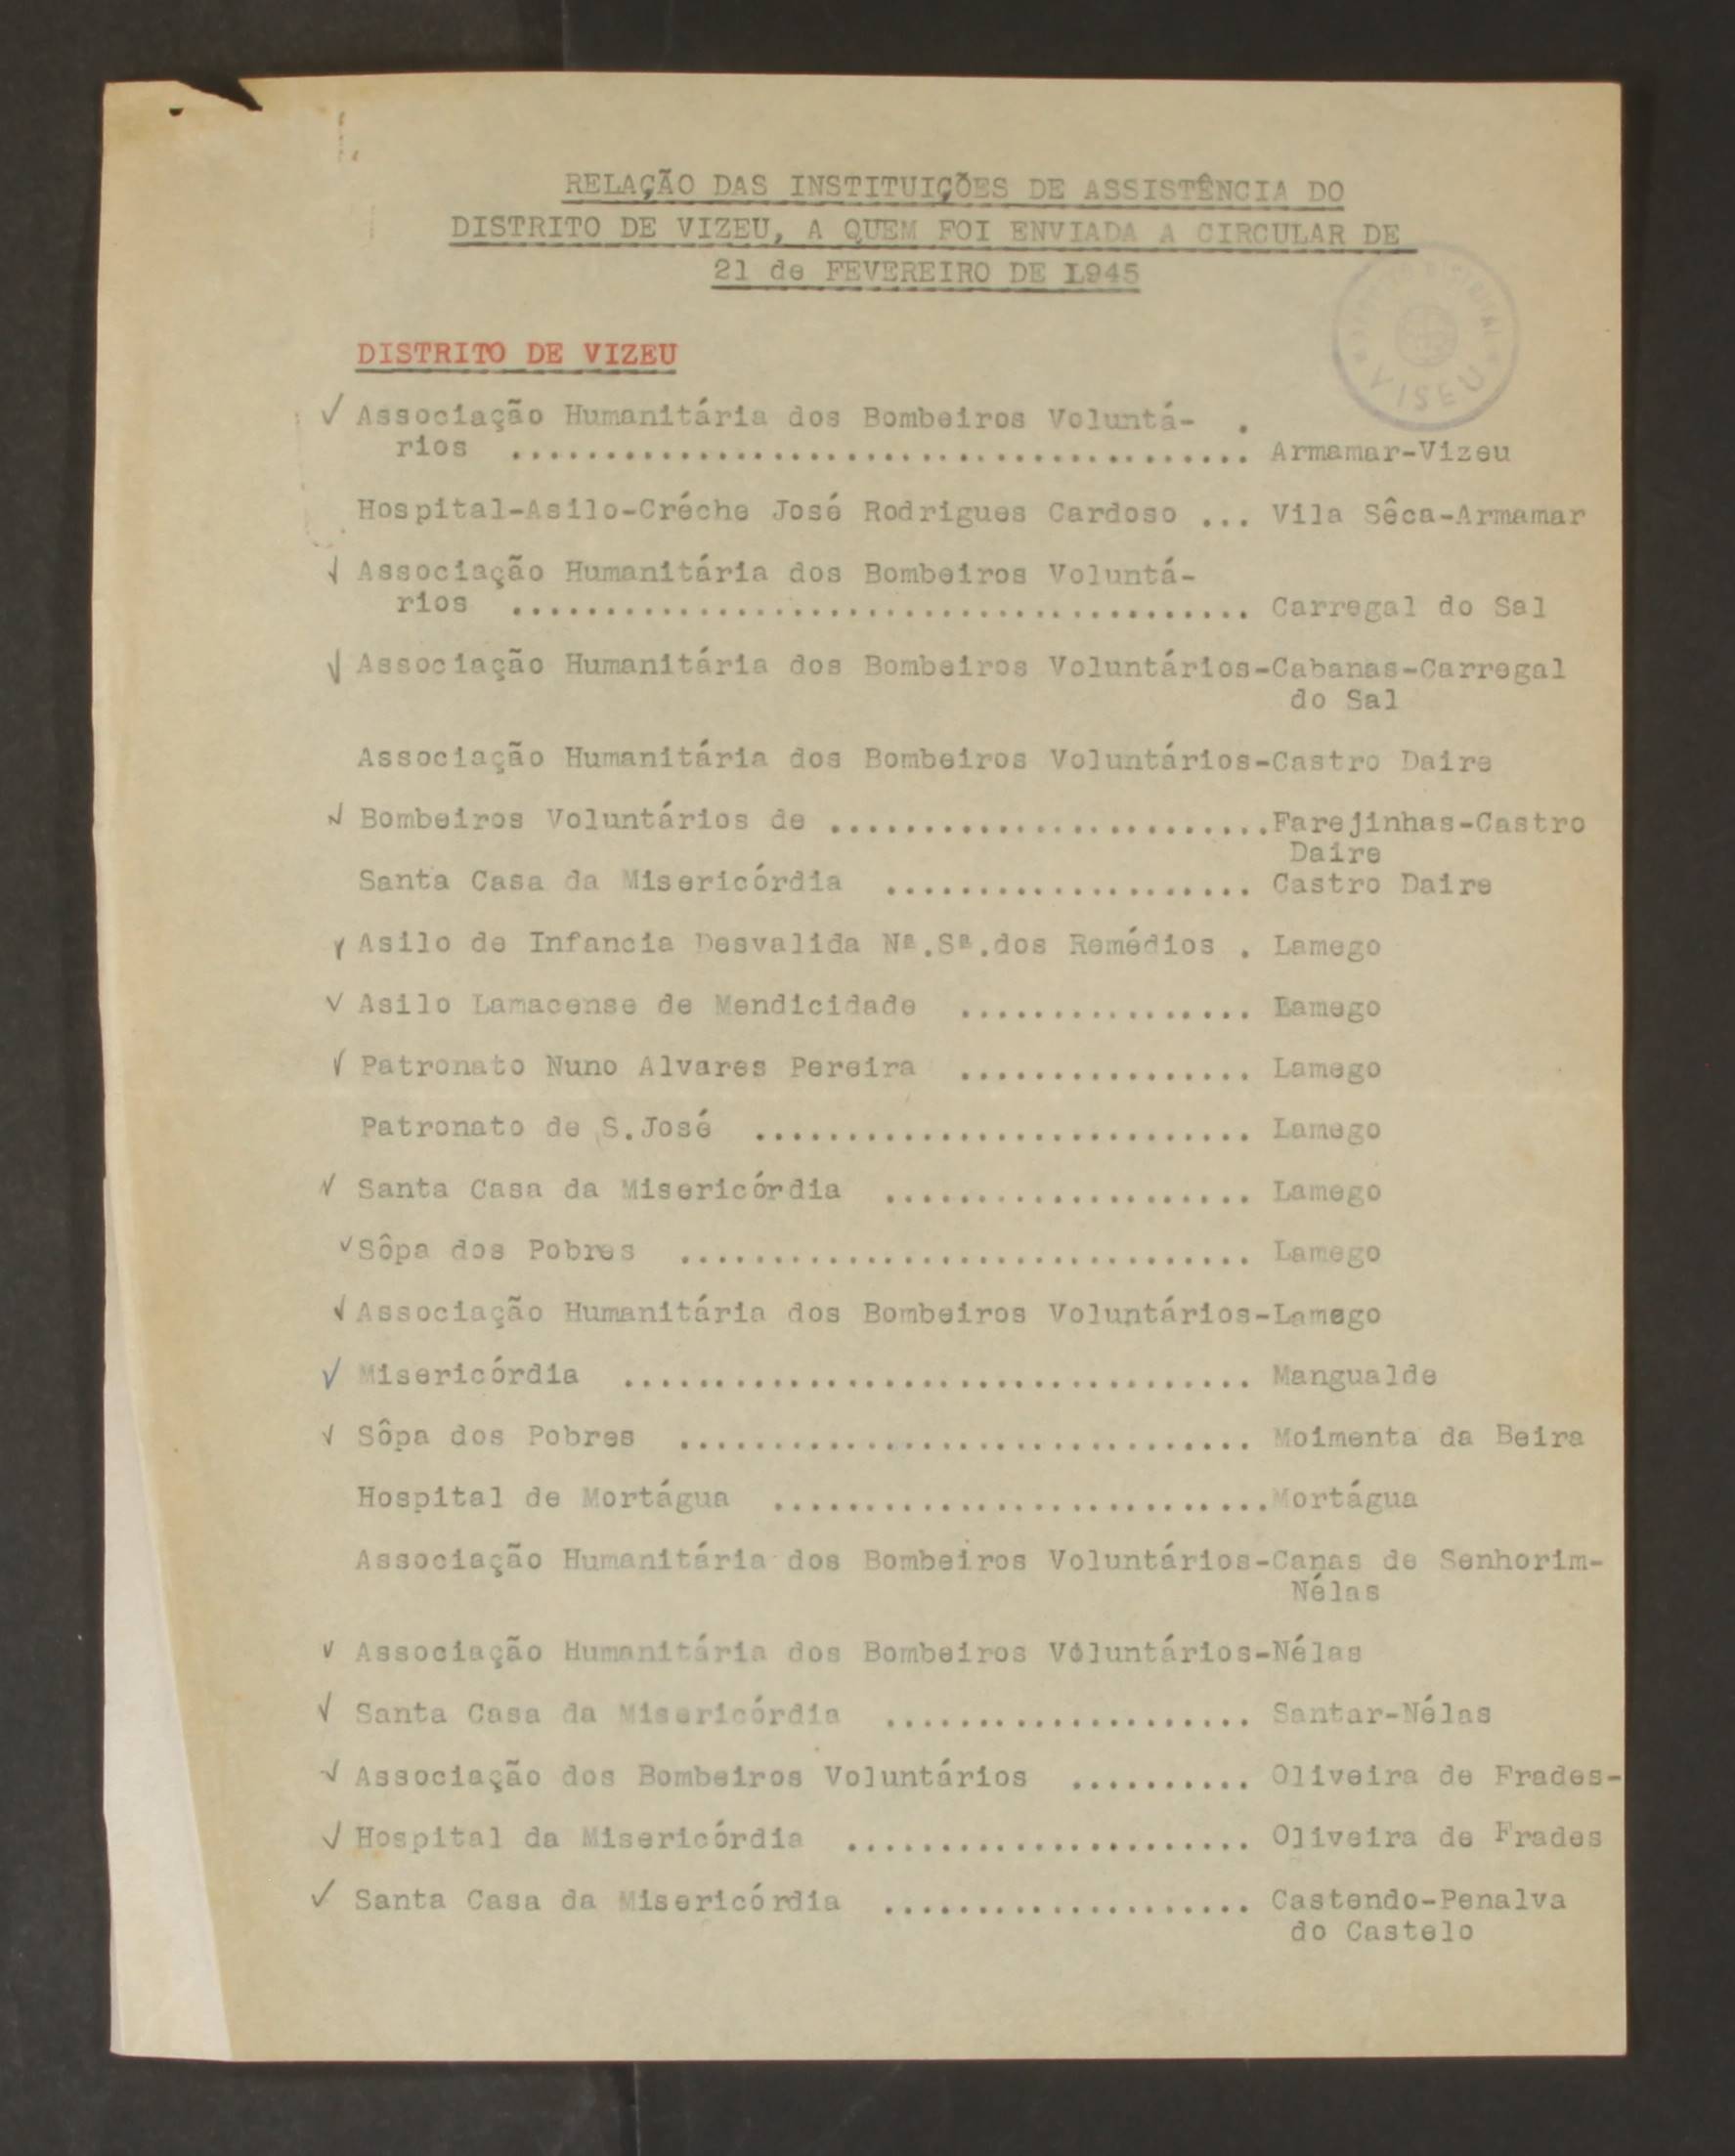 RELAÇÃO DAS INSTITUIÇÕES DE ASSISTÊNCIA DO
DISTRITO DE VIZEU, A QUEM FOI ENVIADA A CIRCULAR DE
21 de FEVEREIRO DE 1945
VISEU
DISTRITO DE VIZEU
✓ Associação Humanitária dos Bombeiros Voluntá- .
rios ........................................ Armamar-Vizeu
Hospital-Asilo-Créche José Rodrigues Cardoso ... Vila Sêca-Armamar
✓ Associação Humanitária dos Bombeiros Voluntá-
rios ........................................ Carregal do Sal
✓ Associação Humanitária dos Bombeiros Voluntários-Cabanas-Carregal
do Sal
Associação Humanitária dos Bombeiros Voluntários-Castro Daire
✓ Bombeiros Voluntários de ........................Farejinhas-Castro
Daire
Santa Casa da Misericórdia .................... Castro Daire
✓ Asilo de Infancia Desvalida Nª.Sª.dos Remédios . Lamego
✓ Asilo Lamacense de Mendicidade ................ Lamego
✓ Patronato Nuno Alvares Pereira ................ Lamego
Patronato de S.José ........................... Lamego
✓ Santa Casa da Misericórdia .................... Lamego
✓ Sôpa dos Pobres ............................... Lamego
✓ Associação Humanitária dos Bombeiros Voluntários-Lamego
✓ Misericórdia .................................. Mangualde
✓ Sôpa dos Pobres ............................... Moimenta da Beira
Hospital de Mortágua ...........................Mortágua
Associação Humanitária dos Bombeiros Voluntários-Canas de Senhorim-
Nélas
✓ Associação Humanitária dos Bombeiros Voluntários-Nélas
✓ Santa Casa da Misericórdia .................... Santar-Nélas
✓ Associação dos Bombeiros Voluntários .......... Oliveira de Frades-
✓ Hospital da Misericórdia ...................... Oliveira de Frades
✓ Santa Casa da Misericórdia .................... Castendo-Penalva
do Castelo